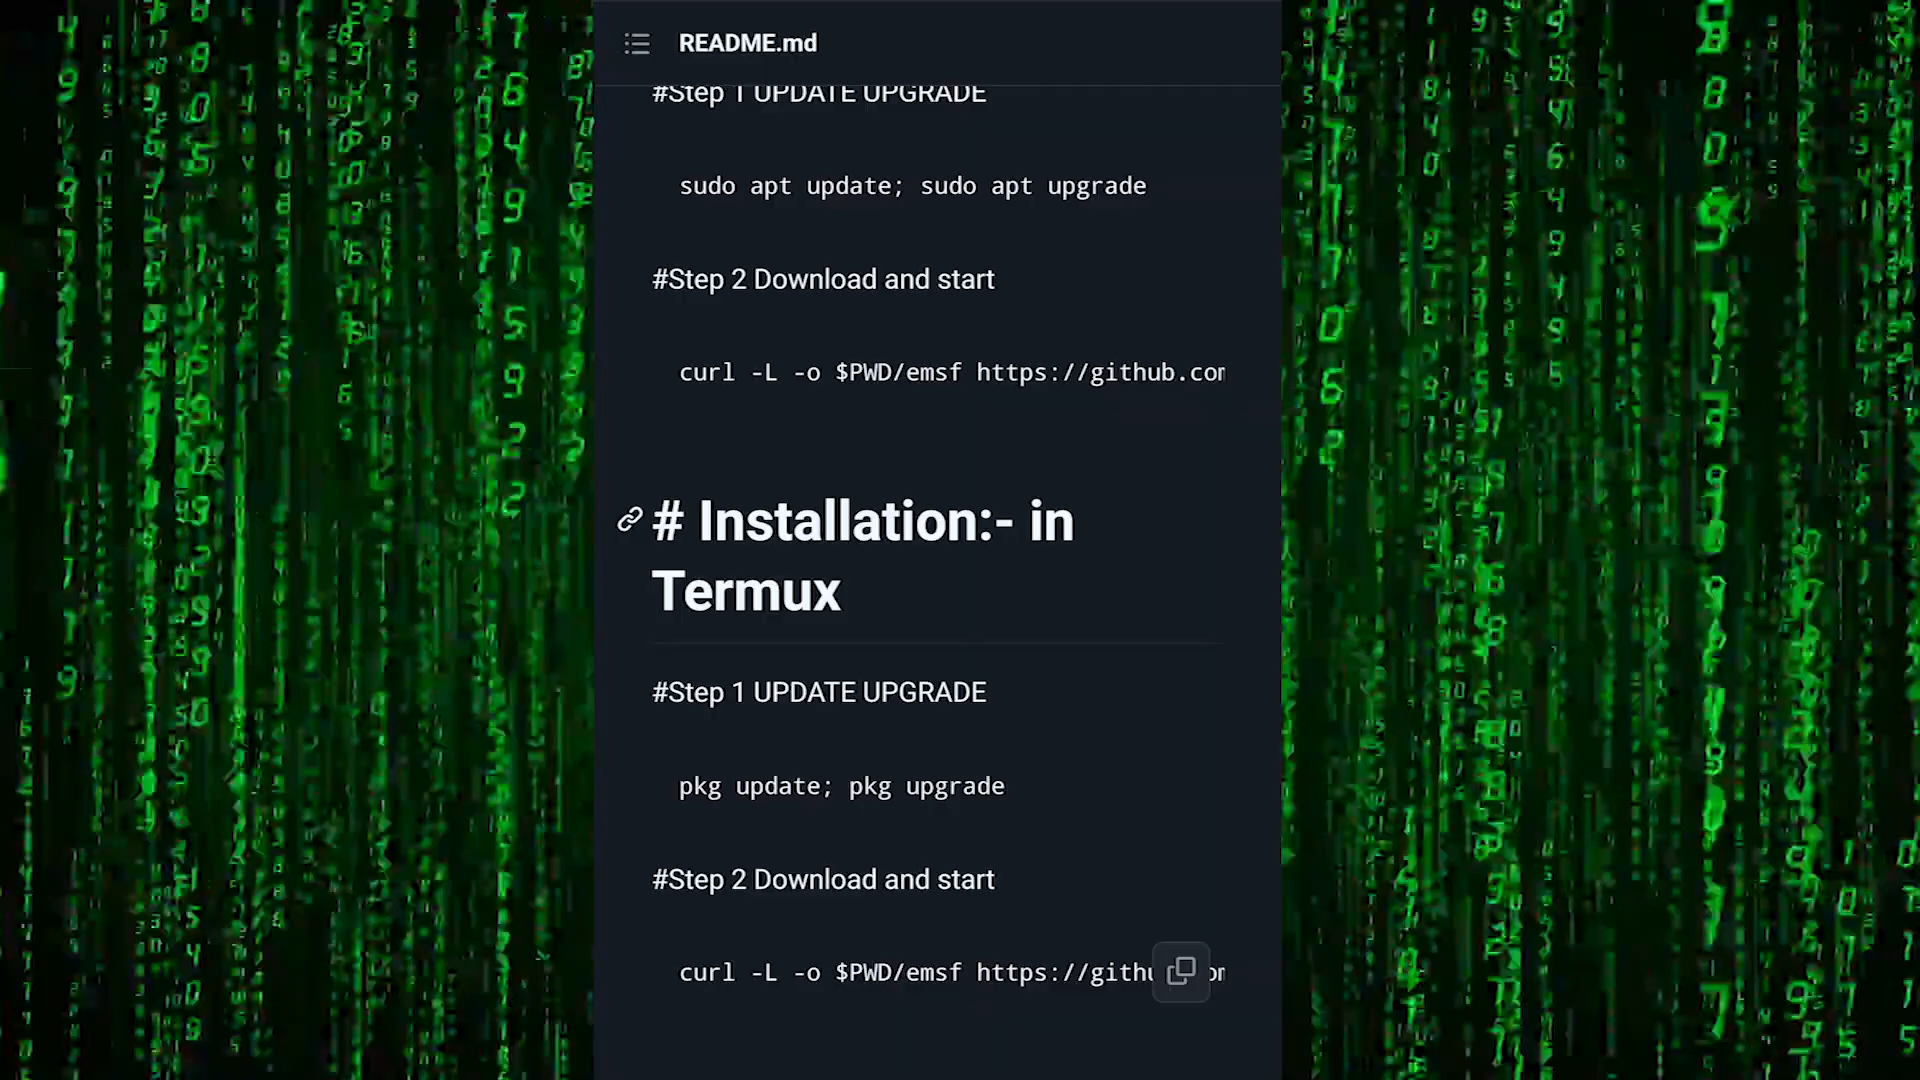 README.md
#Step 1 UPDATE UPGRADE
sudo apt update; sudo apt upgrade
#Step 2 Download and start
curl -L -o $PWD/emsf https://github.com
# Installation:- in
Termux
#Step 1 UPDATE UPGRADE
pkg update; pkg upgrade
#Step 2 Download and start
curl -L -o $PWD/emsf https://githu